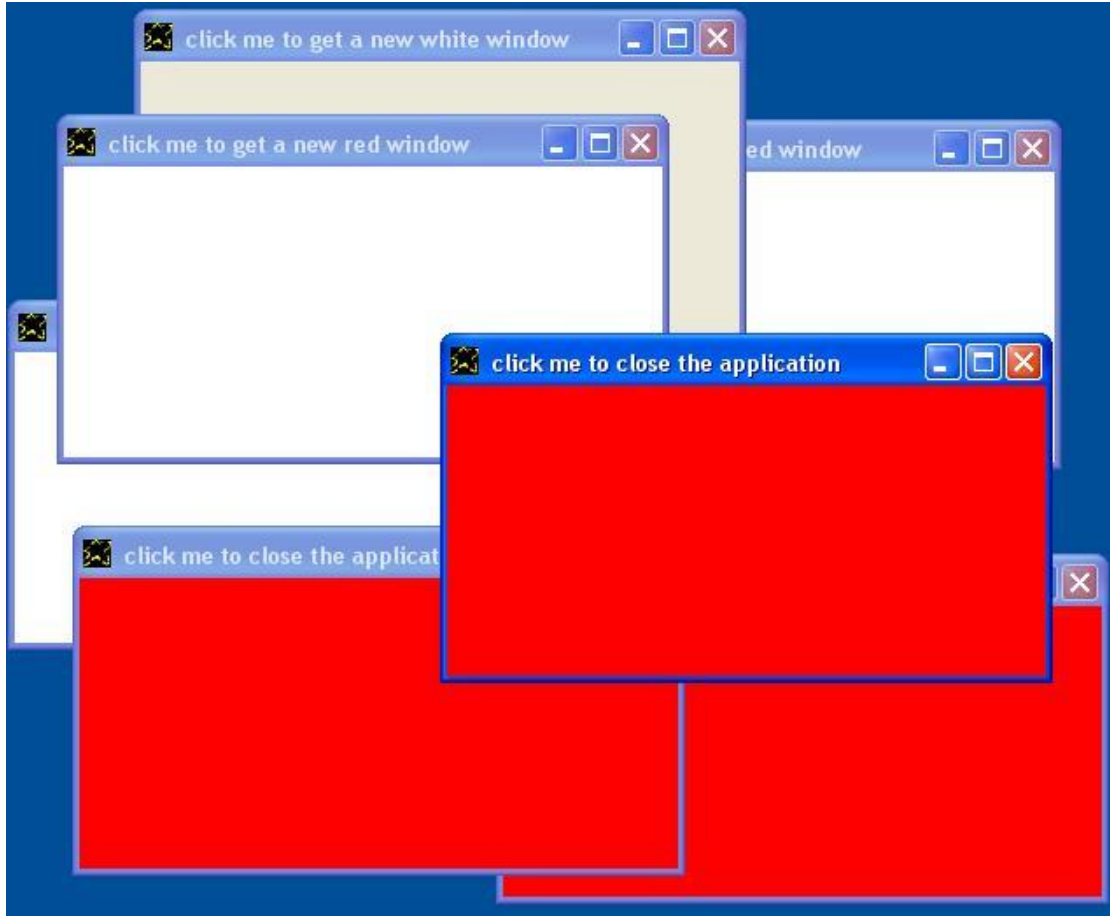 click me to get a new white window
click me to get a new red window
ed window
click me to close the application
click me to close the applicat